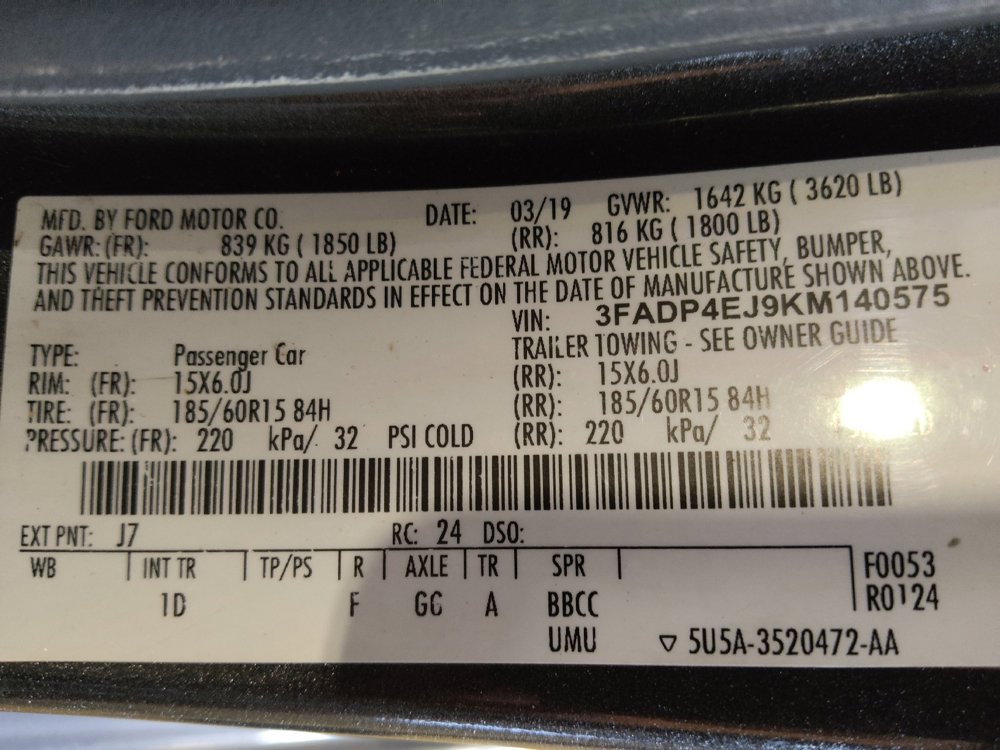 MFD. BY FORD MOTOR CO. DATE: 03/19 GVWR: 1642 KG ( 3620 LB)
GAWR: (FR): 839 KG ( 1850 LB) (RR): 816 KG ( 1800 LB)
THIS VEHICLE CONFORMS TO ALL APPLICABLE FEDERAL MOTOR VEHICLE SAFETY, BUMPER,
AND THEFT PREVENTION STANDARDS IN EFFECT ON THE DATE OF MANUFACTURE SHOWN ABOVE.
VIN: 3FADP4EJ9KM140575
TYPE: Passenger Car TRAILER TOWING - SEE OWNER GUIDE
RIM: (FR): 15X6.0J (RR): 15X6.0J
TIRE: (FR): 185/60R15 84H (RR): 185/60R15 84H
PRESSURE: (FR): 220 kPa/ 32 PSI COLD (RR): 220 kPa/ 32
EXT PNT: J7 RC: 24 DSO:
WB INT TR TP/PS R AXLE TR SPR F0053
1D F GC A BBCC R0124
UMU ▽ 5U5A-3520472-AA